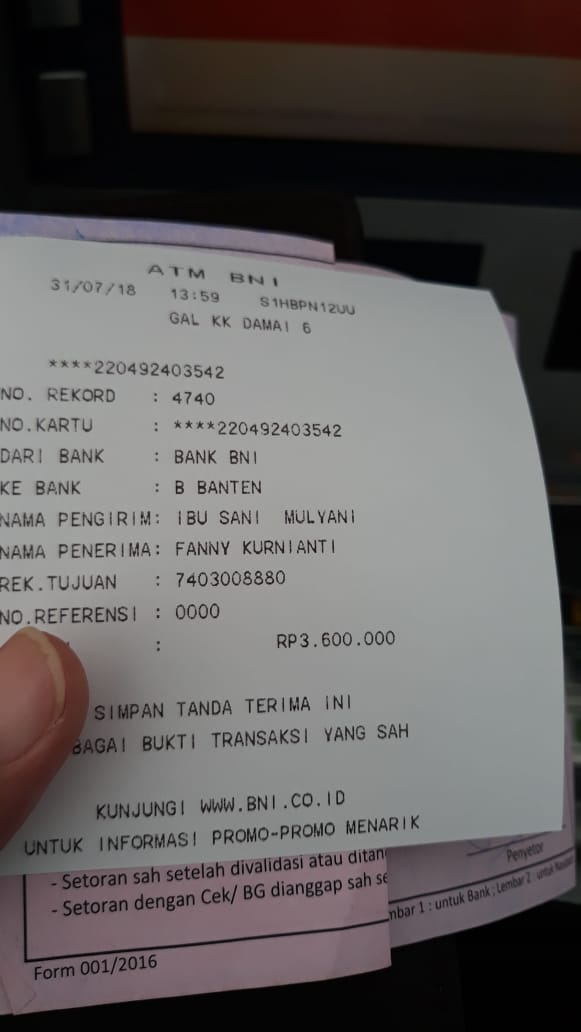 ATM BNI
31/07/18 13:59 S1HBPN12UU
GAL KK DAMAI 6
****220492403542
NO. REKORD : 4740
NO.KARTU : ****220492403542
DARI BANK : BANK BNI
KE BANK : B BANTEN
NAMA PENGIRIM: IBU SANI MULYANI
NAMA PENERIMA: FANNY KURNIANTI
REK.TUJUAN : 7403008880
NO.REFERENSI : 0000
: RP3.600.000
SIMPAN TANDA TERIMA INI
BAGAI BUKTI TRANSAKSI YANG SAH
KUNJUNGI WWW.BNI.CO.ID
UNTUK INFORMASI PROMO-PROMO MENARIK
- Setoran sah setelah divalidasi atau ditan
- Setoran dengan Cek/ BG dianggap sah se
Penyetor
mbar 1 : untuk Bank ; Lembar 2 : untuk
Form 001/2016